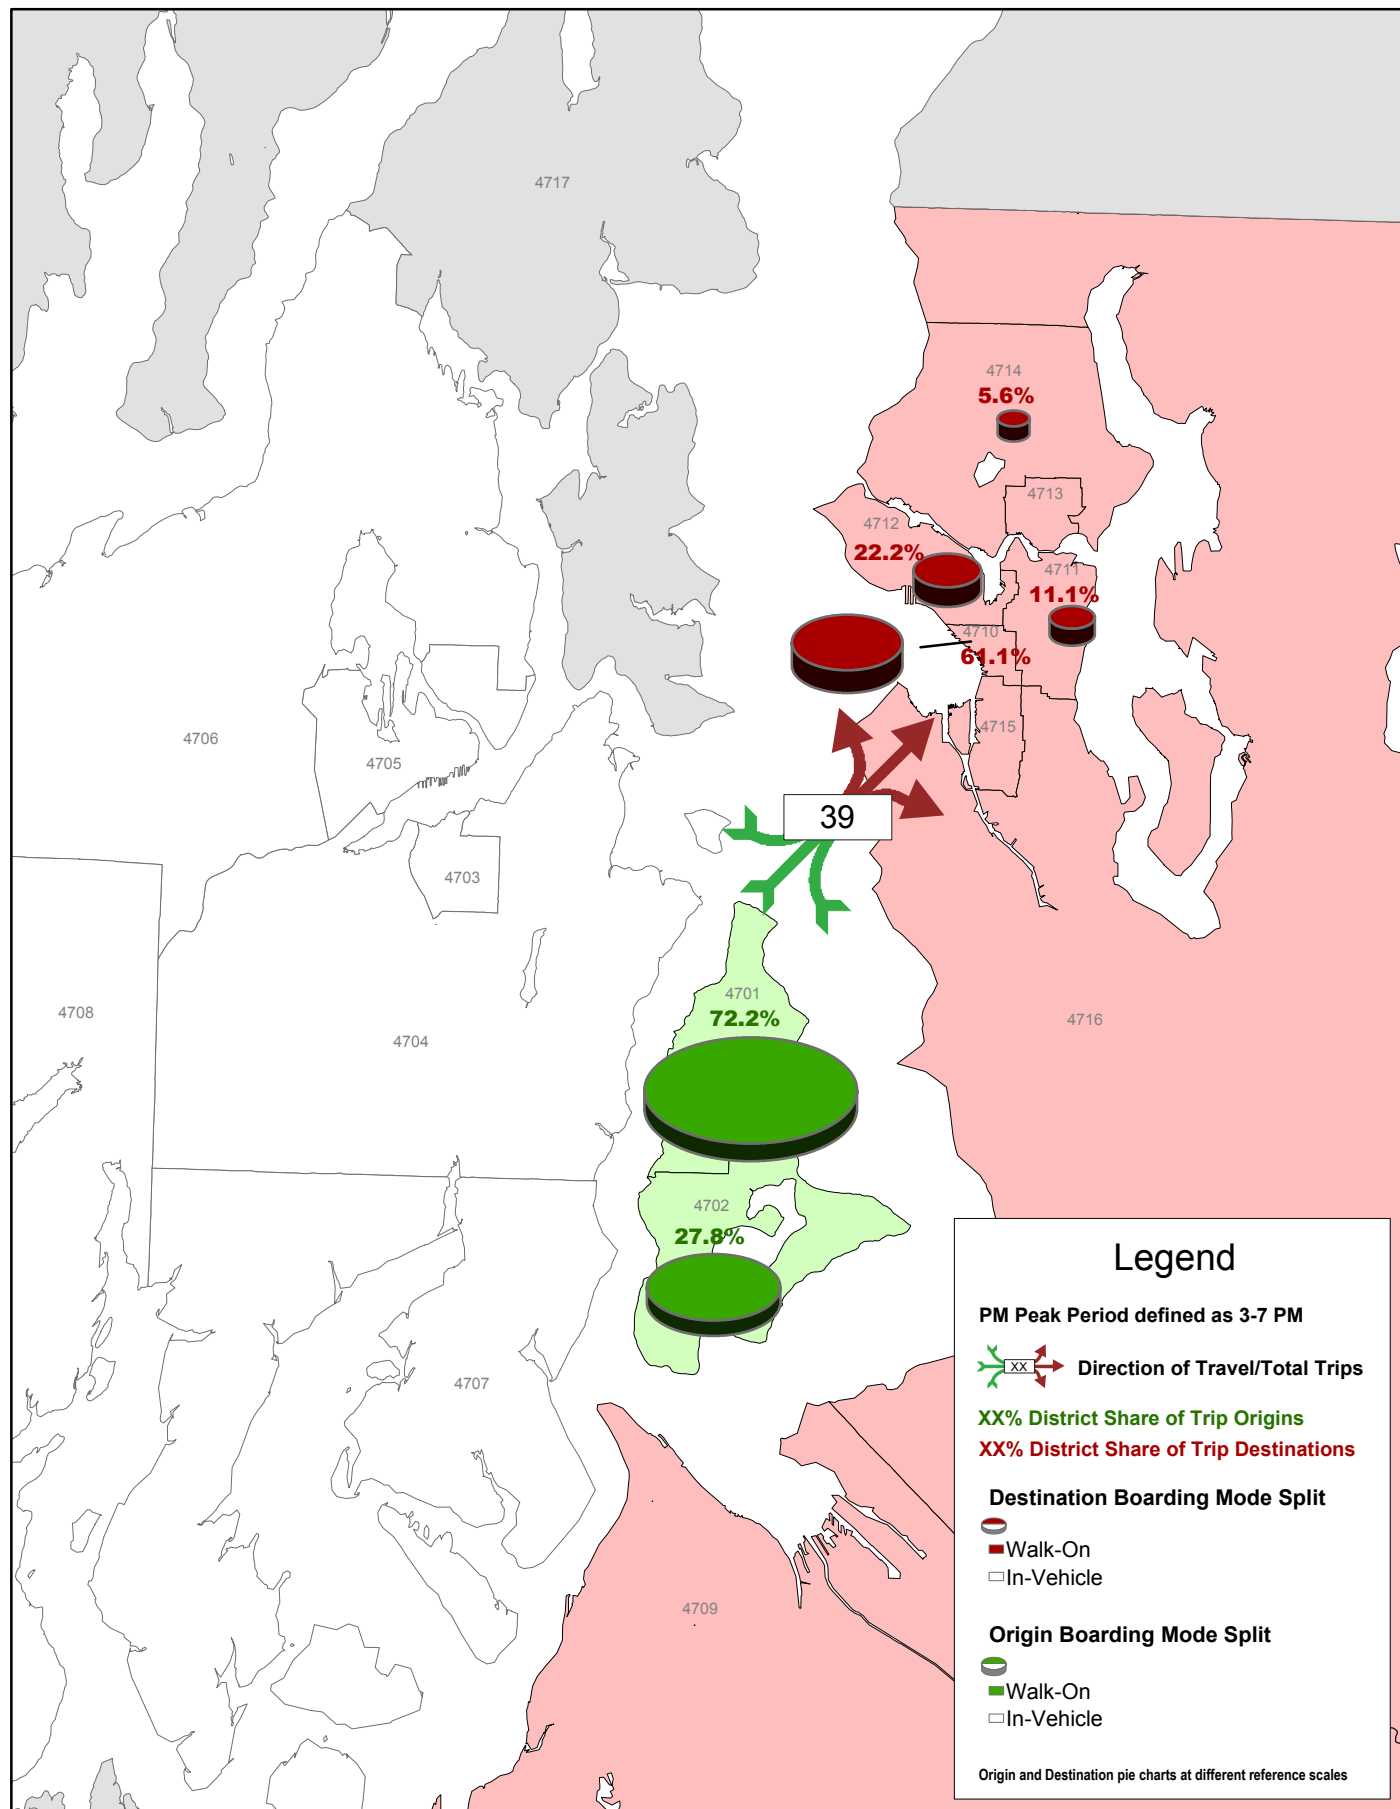 4717
4714
5.6%
4713
4712
22.2%
4711
11.1%
4710
61.1%
4715
4706
4705
39
4703
4701
72.2%
4708
4704
4716
4702
27.8%
4707
4709
Legend
PM Peak Period defined as 3-7 PM
XX Direction of Travel/Total Trips
XX% District Share of Trip Origins
XX% District Share of Trip Destinations
Destination Boarding Mode Split
Walk-On
In-Vehicle
Origin Boarding Mode Split
Walk-On
In-Vehicle
Origin and Destination pie charts at different reference scales